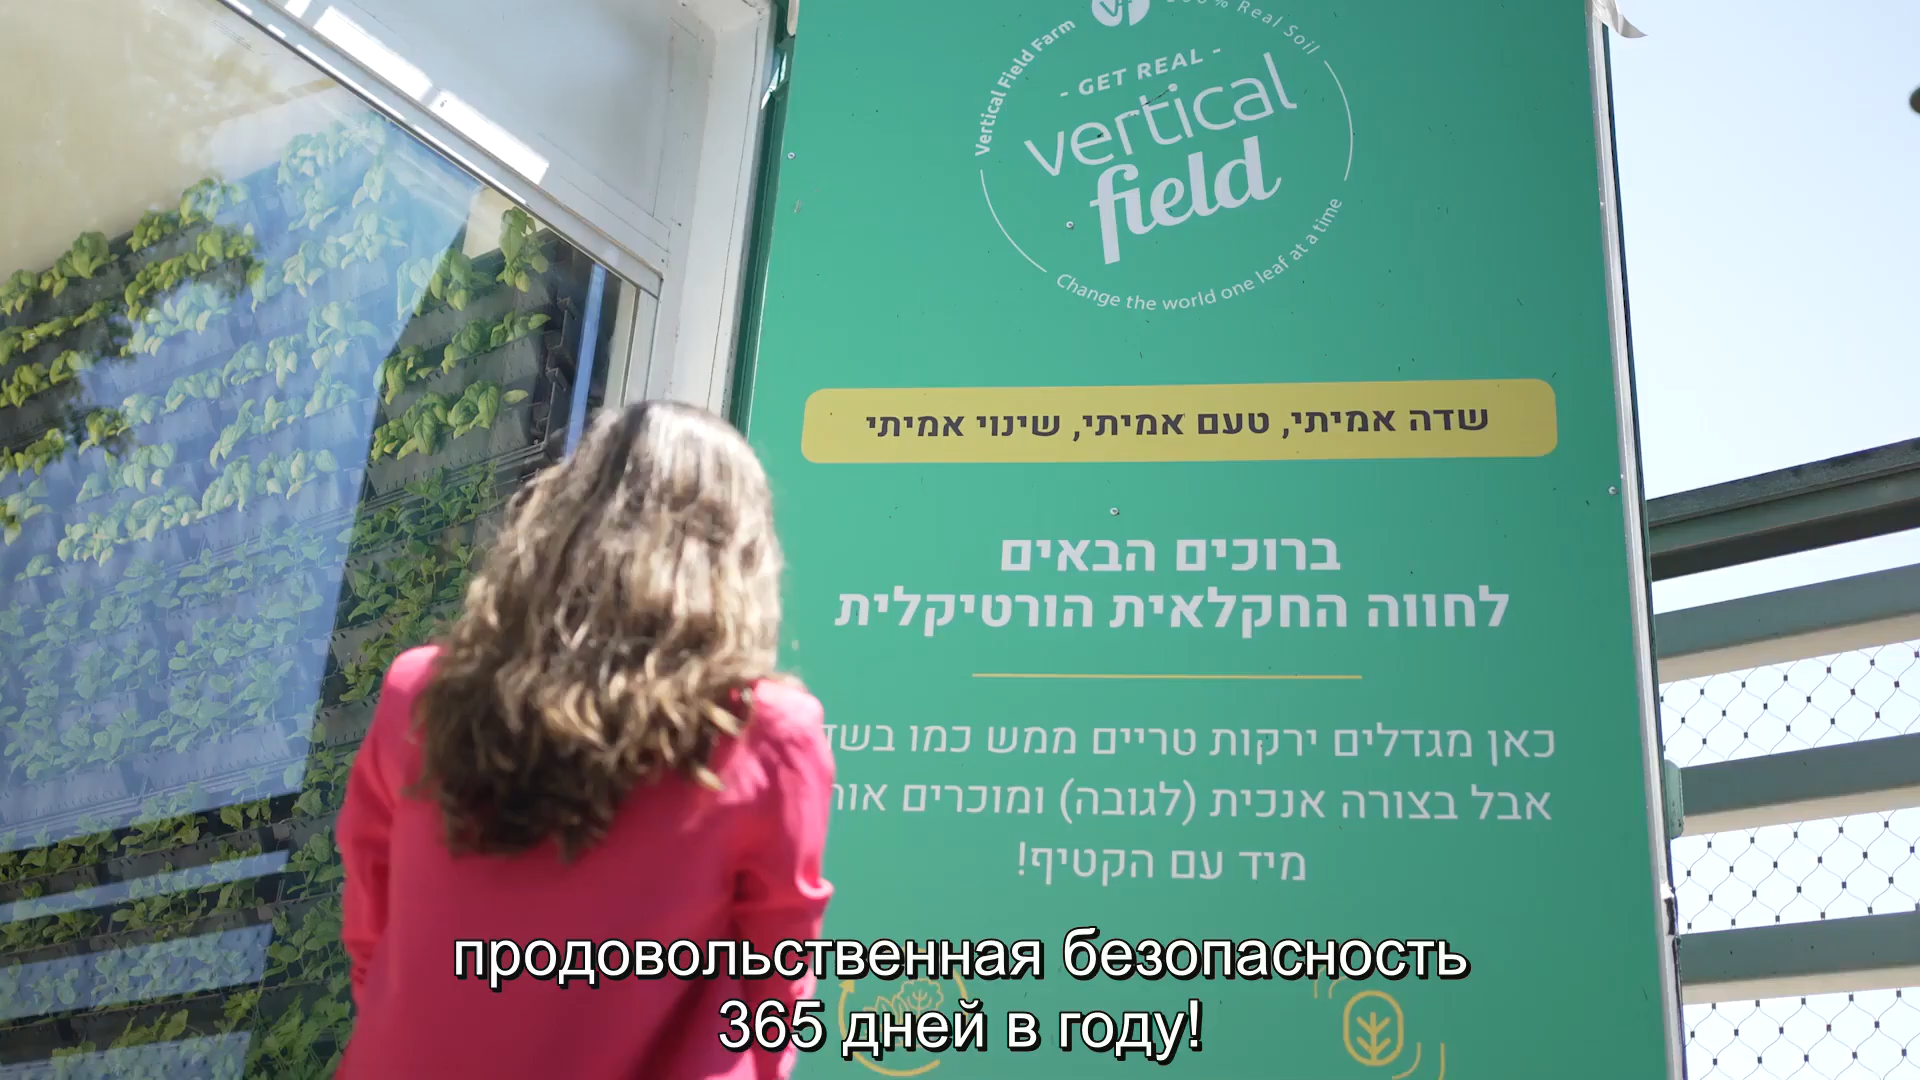 Vertical Field Farm
100% Real Soil
- GET REAL -
vertical
field
Change the world one leaf at a time
שדה אמיתי, טעם אמיתי, שינוי אמיתי
ברוכים הבאים
לחווה החקלאית הורטיקלית
כאן מגדלים ירקות טריים ממש כמו
אבל בצורה אנכית (לגובה) ומוכרים
מיד עם הקטיף!
продовольственная безопасность
365 дней в году!